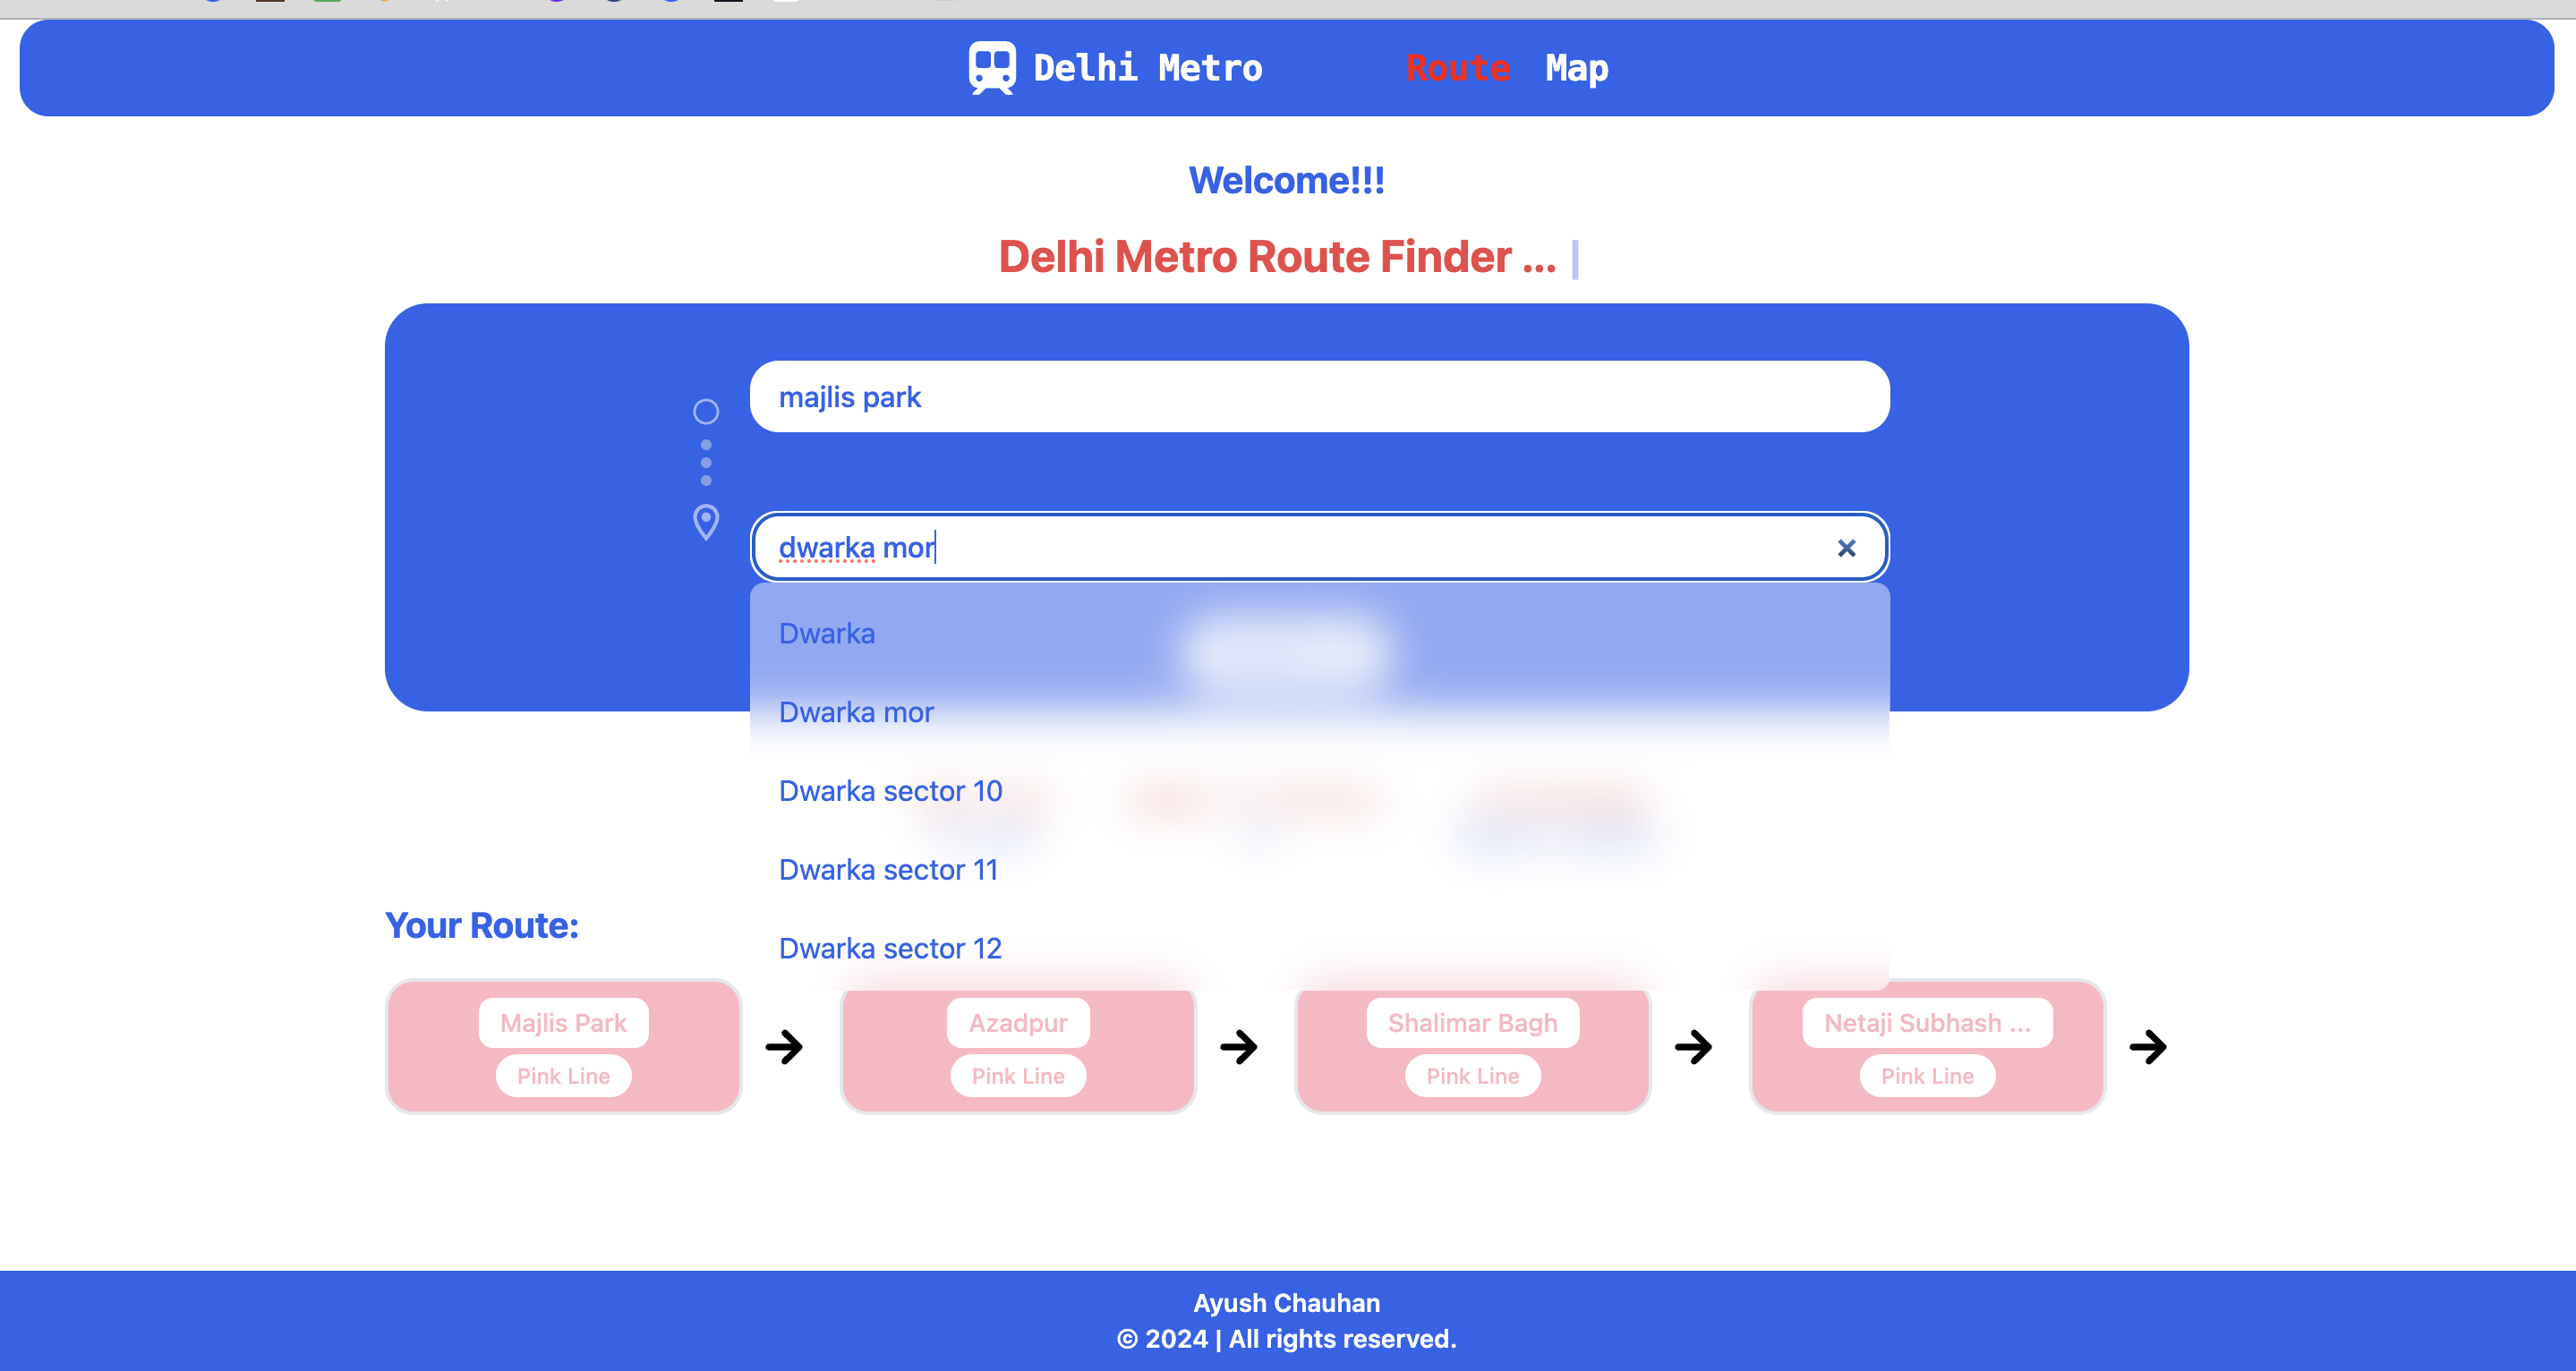 Delhi Metro Route Map
Welcome!!!
Delhi Metro Route Finder ...
majlis park
dwarka mor
Dwarka
Dwarka mor
Dwarka sector 10
Dwarka sector 11
Dwarka sector 12
Your Route:
Majlis Park Azadpur Shalimar Bagh Netaji Subhash ...
Pink Line Pink Line Pink Line Pink Line
Ayush Chauhan
© 2024 | All rights reserved.